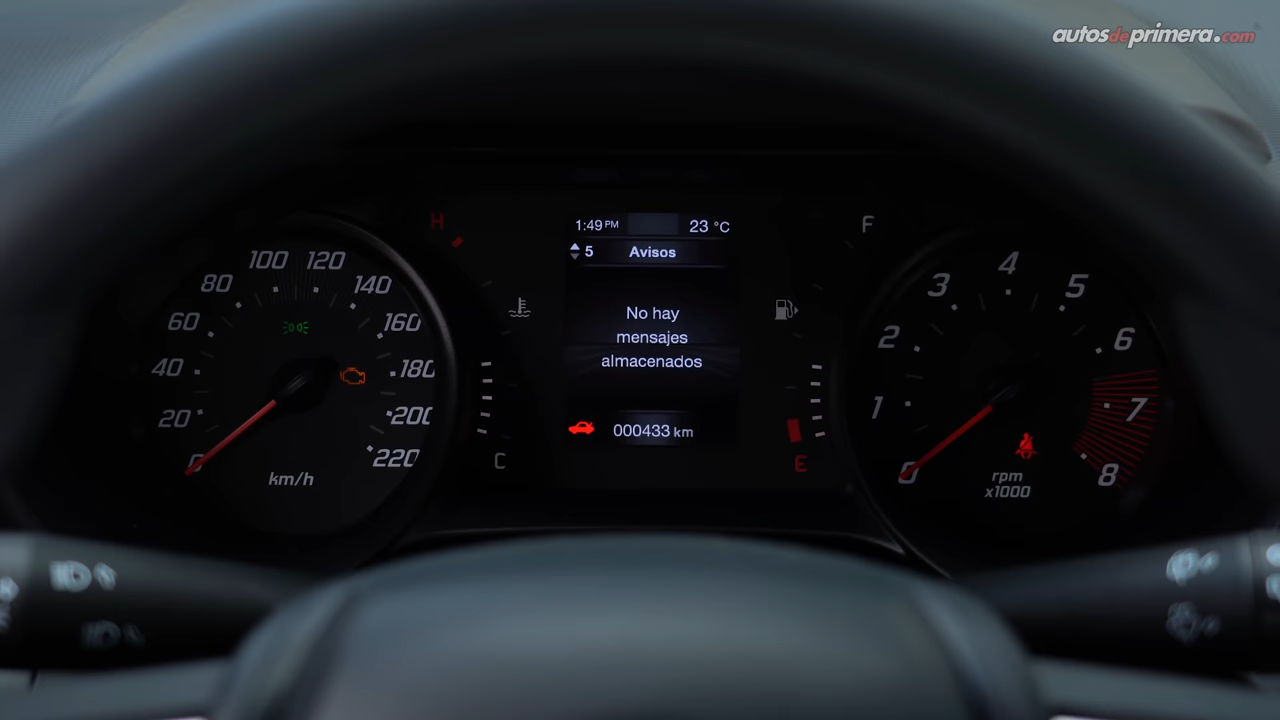 autosdeprimera.com
H
F
1:49 PM 23 °C
5 Avisos
No hay
mensajes
almacenados
000433 km
C
E
0
20
40
60
80
100
120
140
160
180
200
220
km/h
0
1
2
3
4
5
6
7
8
rpm
x1000